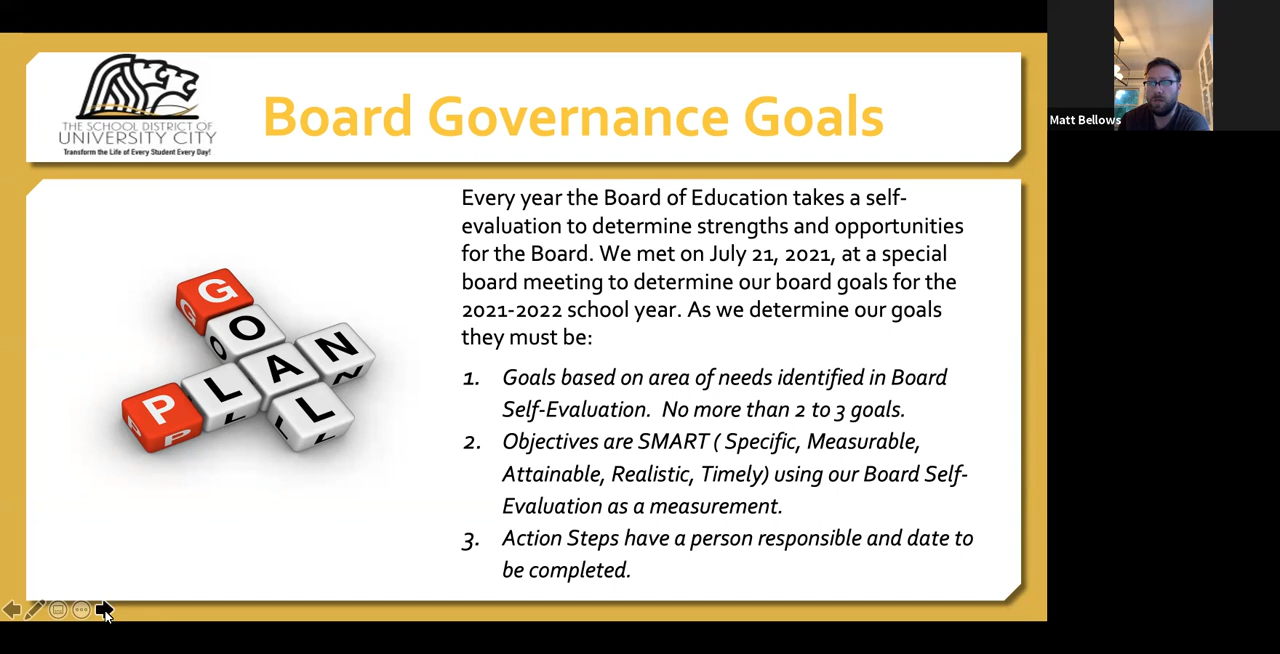 THE SCHOOL DISTRICT OF
UNIVERSITY CITY
Transform the Life of Every Student Every Day!
Board Governance Goals
Matt Bellows
GOAL
PLAN
Every year the Board of Education takes a self-
evaluation to determine strengths and opportunities
for the Board. We met on July 21, 2021, at a special
board meeting to determine our board goals for the
2021-2022 school year. As we determine our goals
they must be:
1. Goals based on area of needs identified in Board
Self-Evaluation. No more than 2 to 3 goals.
2. Objectives are SMART ( Specific, Measurable,
Attainable, Realistic, Timely) using our Board Self-
Evaluation as a measurement.
3. Action Steps have a person responsible and date to
be completed.